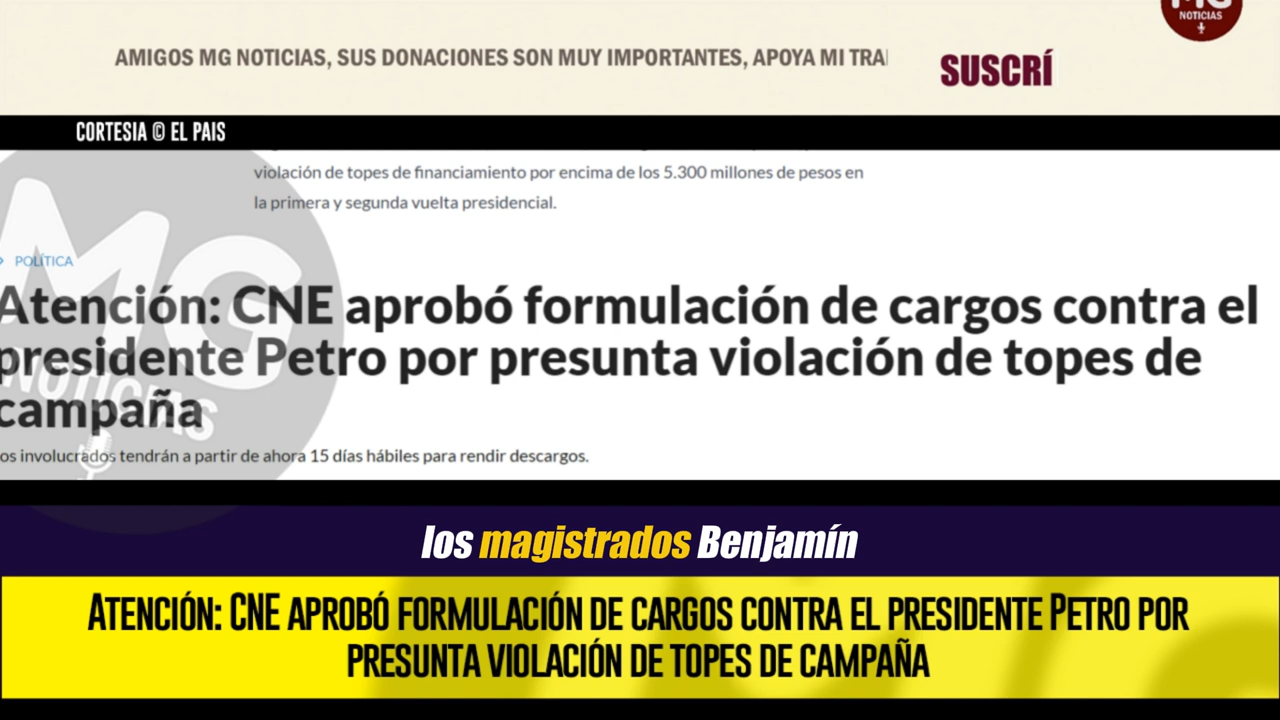 MG
NOTICIAS
AMIGOS MG NOTICIAS, SUS DONACIONES SON MUY IMPORTANTES, APOYA MI TRA
SUSCRÍ
CORTESIA © EL PAIS
violación de topes de financiamiento por encima de los 5.300 millones de pesos en
la primera y segunda vuelta presidencial.
POLÍTICA
Atención: CNE aprobó formulación de cargos contra el
presidente Petro por presunta violación de topes de
campaña
os involucrados tendrán a partir de ahora 15 días hábiles para rendir descargos.
MG
NOTICIAS
los magistrados Benjamín
ATENCIÓN: CNE APROBÓ FORMULACIÓN DE CARGOS CONTRA EL PRESIDENTE PETRO POR
PRESUNTA VIOLACIÓN DE TOPES DE CAMPAÑA